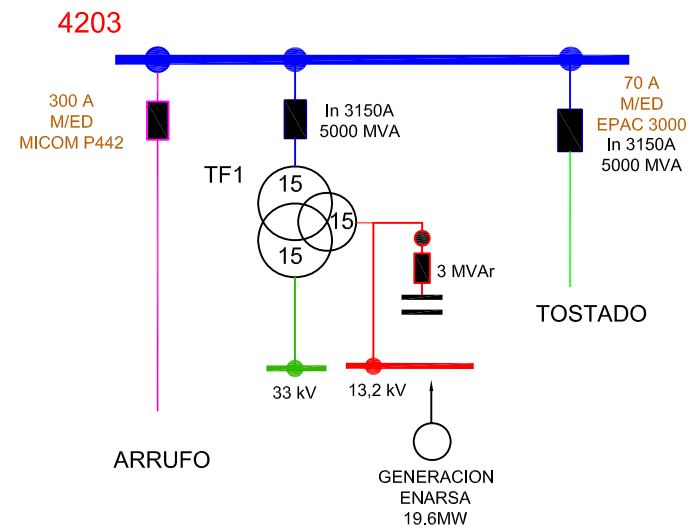 4203
300 A
M/ED
MICOM P442
In 3150A
5000 MVA
70 A
M/ED
EPAC 3000
In 3150A
5000 MVA
TF1
15
15
15
3 MVAr
TOSTADO
33 kV
13,2 kV
ARRUFO
GENERACION
ENARSA
19.6MW